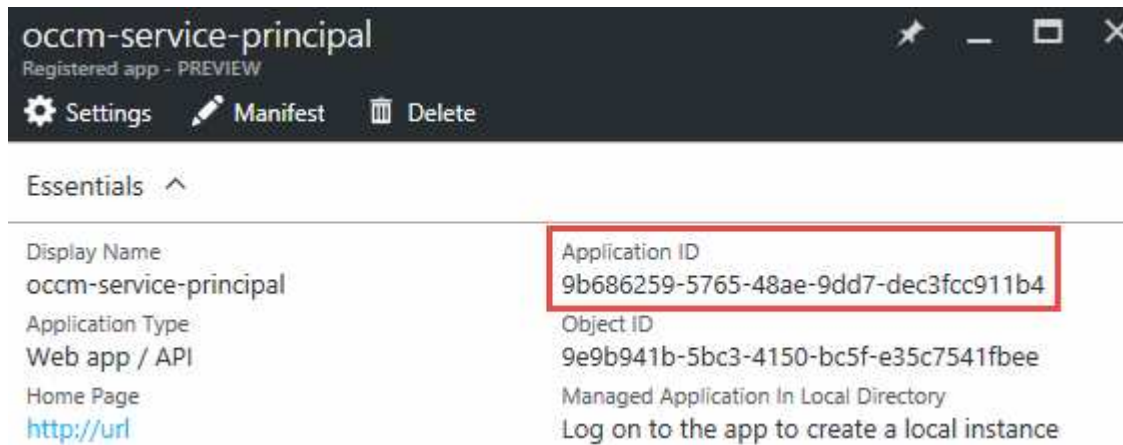 occm-service-principal
Registered app - PREVIEW
Settings Manifest Delete
Essentials
Display Name
occm-service-principal
Application Type
Web app / API
Home Page
http://url
Application ID
9b686259-5765-48ae-9dd7-dec3fcc911b4
Object ID
9e9b941b-5bc3-4150-bc5f-e35c7541fbee
Managed Application In Local Directory
Log on to the app to create a local instance